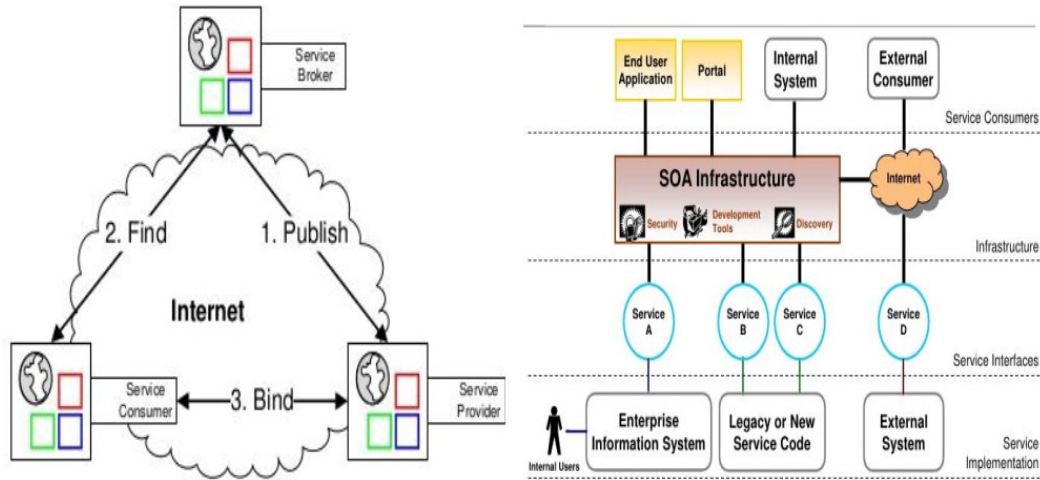 Service
Broker
2. Find
1. Publish
Internet
Service
Consumer
3. Bind
Service
Provider
End User
Application
Portal
Internal
System
External
Consumer
Service Consumers
SOA Infrastructure
Internet
Security
Development
Tools
Discovery
Infrastructure
Service
A
Service
B
Service
C
Service
D
Service Interfaces
Internal Users
Enterprise
Information System
Legacy or New
Service Code
External
System
Service
Implementation